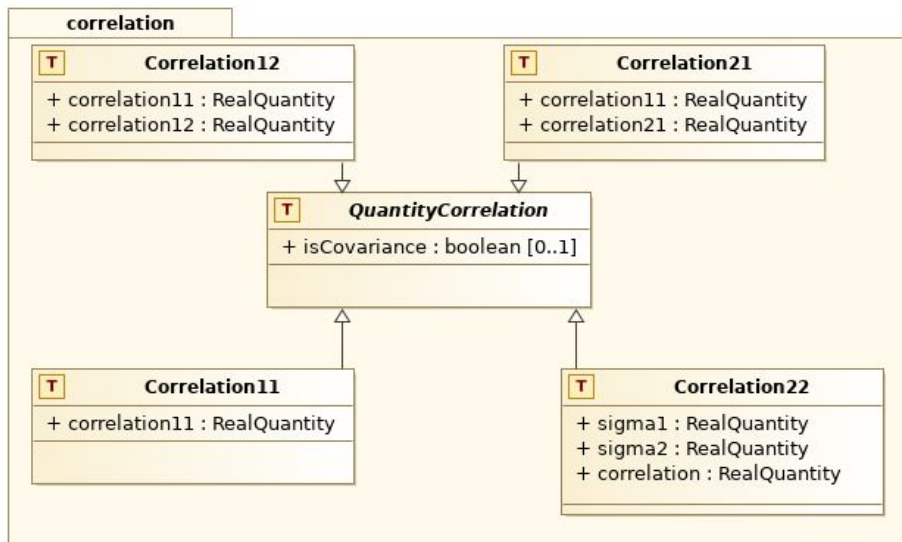 correlation
T Correlation12
+ correlation11 : RealQuantity
+ correlation12 : RealQuantity
T Correlation21
+ correlation11 : RealQuantity
+ correlation21 : RealQuantity
T QuantityCorrelation
+ isCovariance : boolean [0..1]
T Correlation11
+ correlation11 : RealQuantity
T Correlation22
+ sigma1 : RealQuantity
+ sigma2 : RealQuantity
+ correlation : RealQuantity